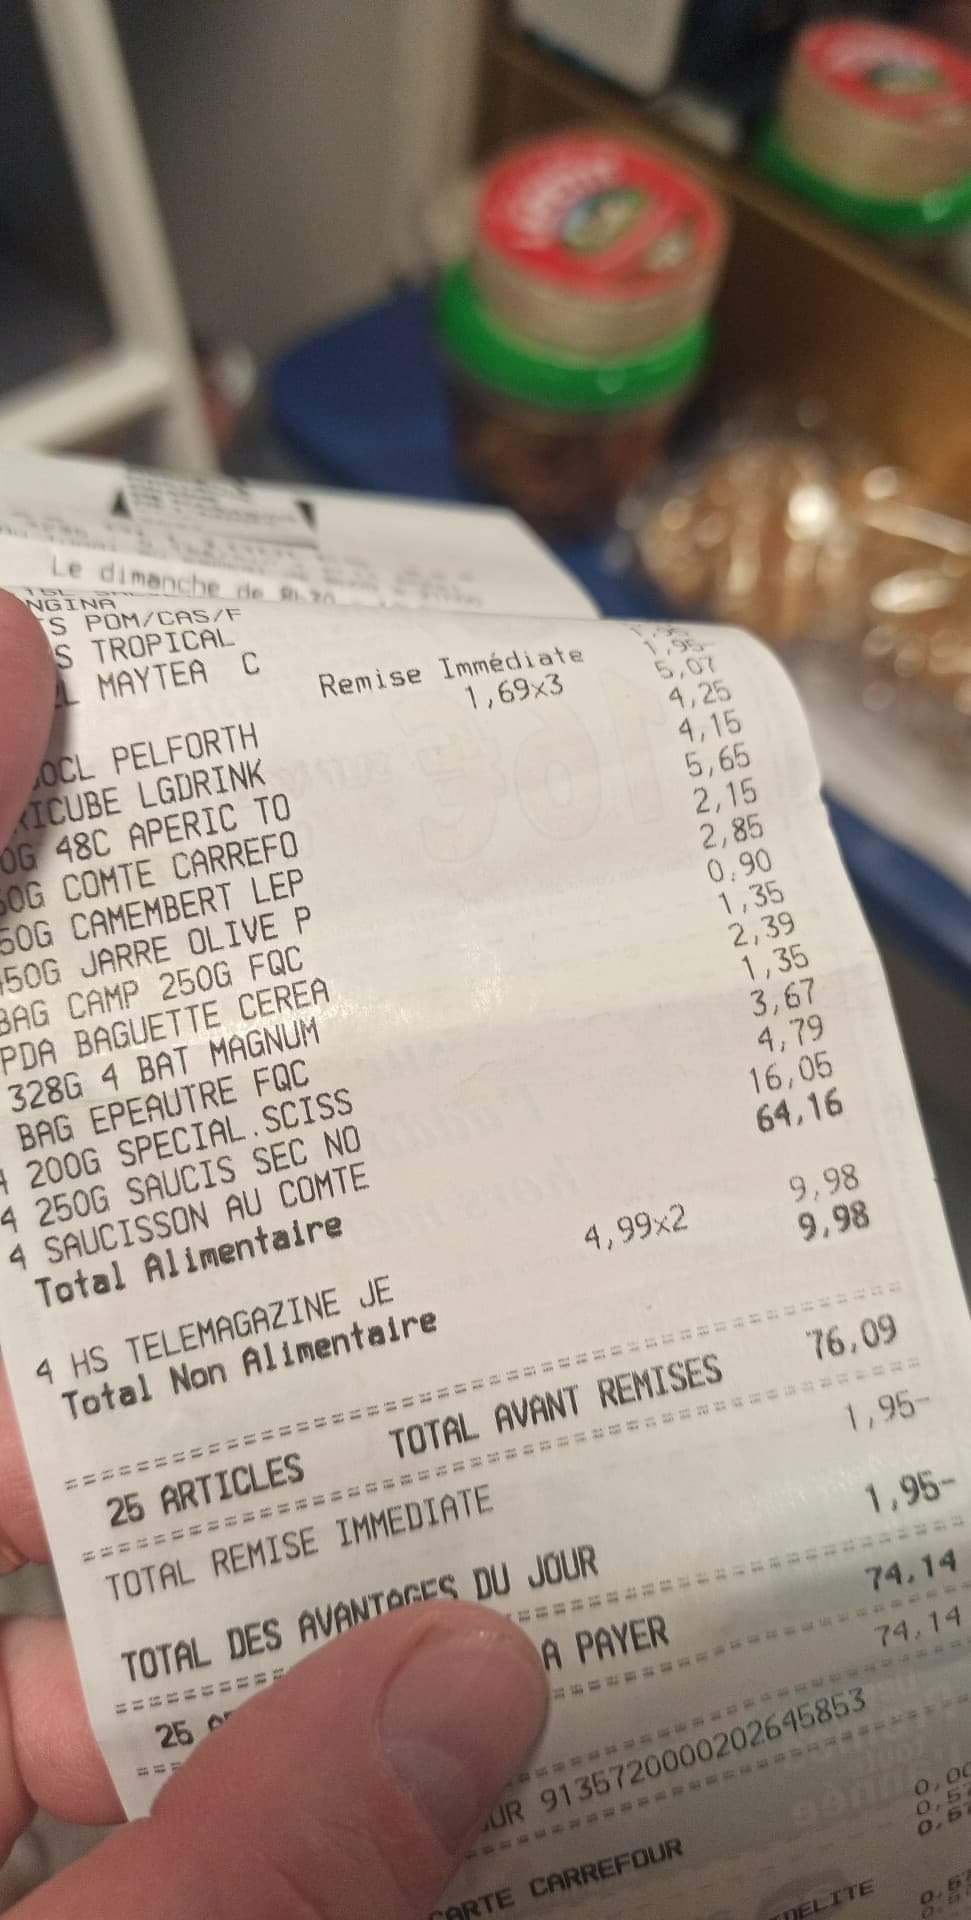 Le dimanche de 8h30
NGINA
S POM/CAS/F
S TROPICAL 1,95-
L MAYTEA C Remise Immédiate 5,07
1,69x3 4,25
OCL PELFORTH 4,15
ICUBE LGDRINK 5,65
0G 48C APERIC TO 2,15
50G COMTE CARREFO 2,85
50G CAMEMBERT LEP 0.90
450G JARRE OLIVE P 1,35
BAG CAMP 250G FQC 2,39
PDA BAGUETTE CEREA 1,35
328G 4 BAT MAGNUM 3,67
BAG EPEAUTRE FQC 4,79
4 200G SPECIAL.SCISS 16,05
4 250G SAUCIS SEC NO 64,16
4 SAUCISSON AU COMTE
Total Alimentaire
4,99x2 9,98
4 HS TELEMAGAZINE JE 9,98
Total Non Alimentaire
25 ARTICLES TOTAL AVANT REMISES 76,09
TOTAL REMISE IMMEDIATE 1,95-
TOTAL DES AVANTAGES DU JOUR 1,95-
25 A PAYER 74,14
74,14
UR 913572000020264585​3
CARTE CARREFOUR